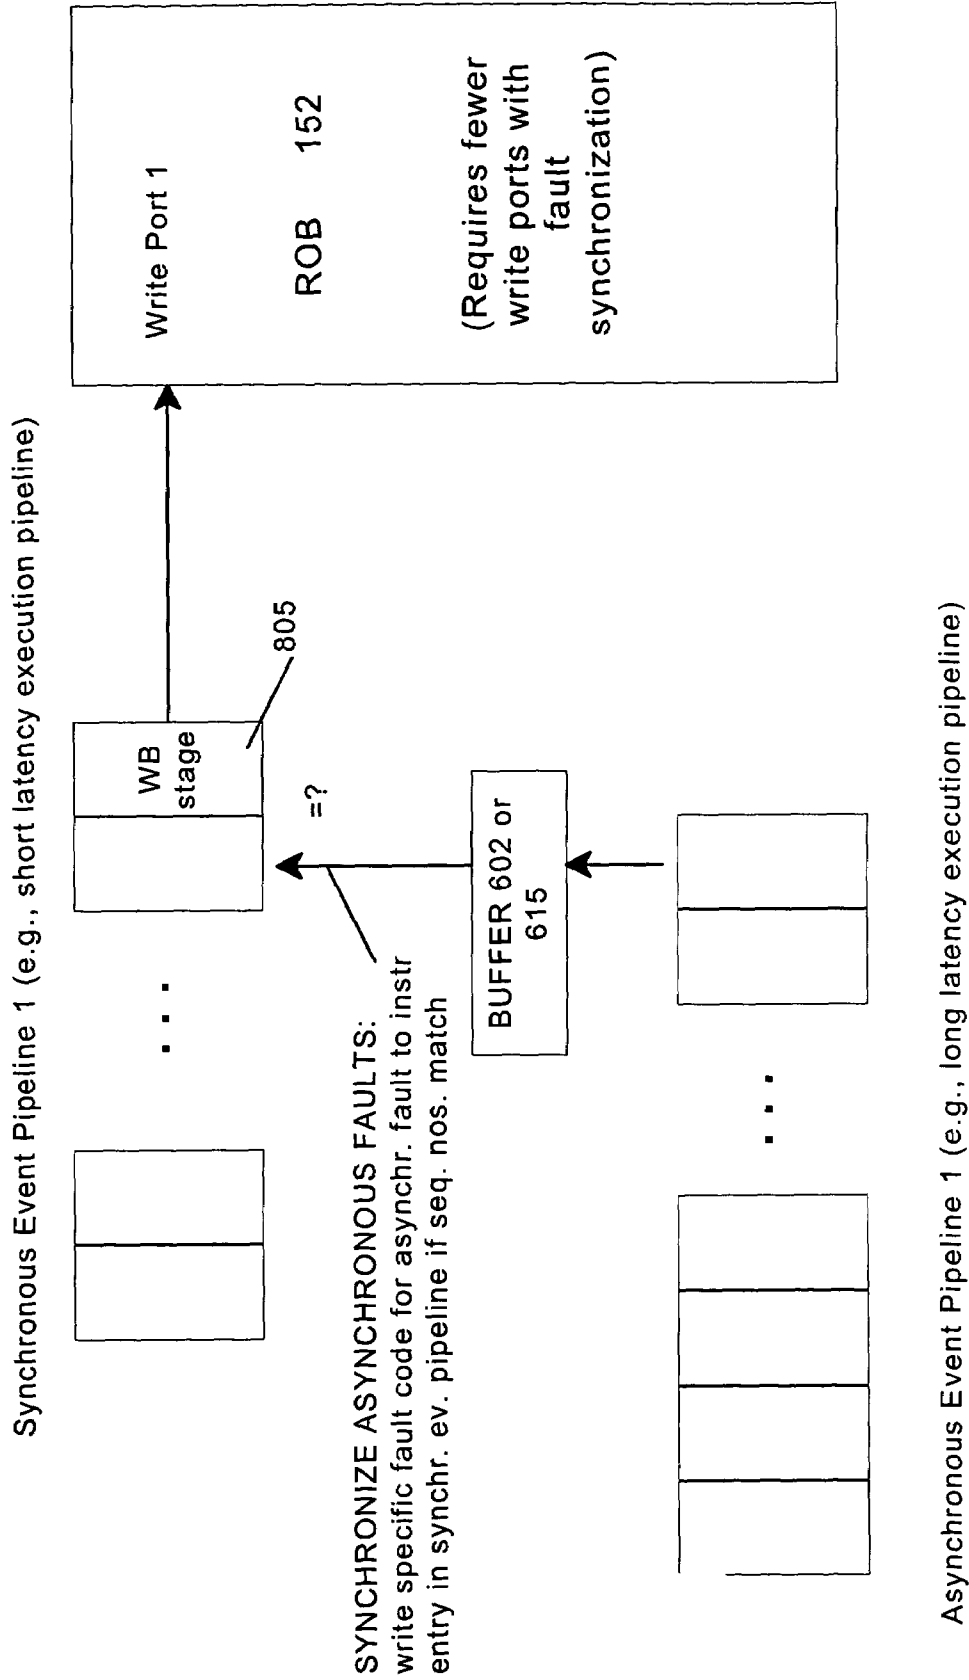 Synchronous Event Pipeline 1 (e.g., short latency execution pipeline)
WB
stage
805
Write Port 1
ROB 152
(Requires fewer
write ports with
fault
synchronization)
=?
SYNCHRONIZE ASYNCHRONOUS FAULTS:
write specific fault code for asynchr. fault to instr
entry in synchr. ev. pipeline if seq. nos. match
BUFFER 602 or
615
Asynchronous Event Pipeline 1 (e.g., long latency execution pipeline)